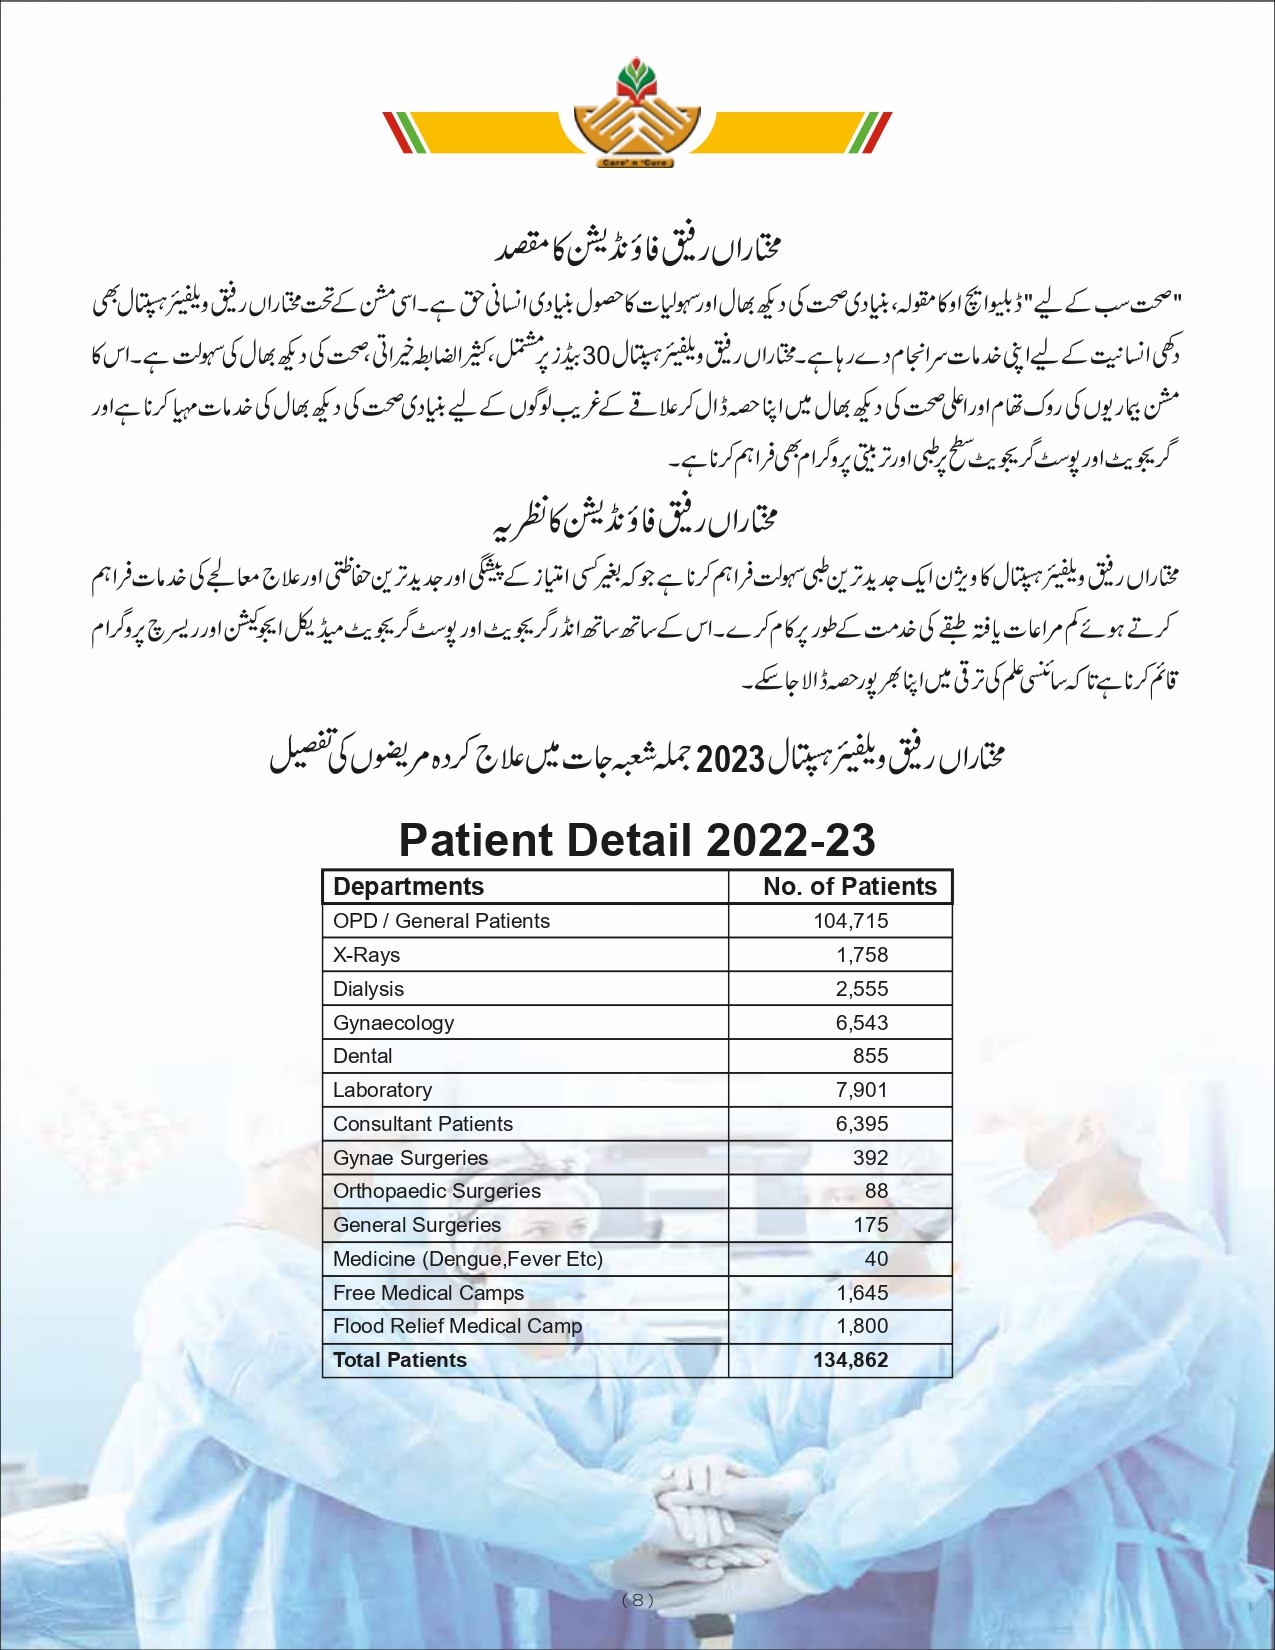 Care' n 'Cure
مختاراں رفیق فاؤنڈیشن کا مقصد
"صحت سب کے لیے" ڈبلیو ایچ او کا مقولہ، بنیادی صحت کی دیکھ بھال اور سہولیات کا حصول بنیادی انسانی حق ہے۔ اسی مشن کے تحت مختاراں رفیق ویلفیئر ہسپتال بھی
دکھی انسانیت کے لیے اپنی خدمات سرانجام دے رہا ہے۔ مختاراں رفیق ویلفیئر ہسپتال 30 بیڈز پر مشتمل، کثیر الضابطہ خیراتی، صحت کی دیکھ بھال کی سہولت ہے۔ اس کا
مشن بیماریوں کی روک تھام اور اعلی صحت کی دیکھ بھال میں اپنا حصہ ڈال کر علاقے کے غریب لوگوں کے لیے بنیادی صحت کی دیکھ بھال کی خدمات مہیا کرنا ہے اور
گریجویٹ اور پوسٹ گریجویٹ سطح پر طبی اور تربیتی پروگرام بھی فراہم کرنا ہے۔
مختاراں رفیق فاؤنڈیشن کا نظریہ
مختاراں رفیق ویلفیئر ہسپتال کا ویژن ایک جدید ترین طبی سہولت فراہم کرنا ہے جو کہ بغیر کسی امتیاز کے پیشگی اور جدید ترین حفاظتی اور علاج معالجے کی خدمات فراہم
کرتے ہوئے کم مراعات یافتہ طبقے کی خدمت کے طور پر کام کرے۔ اس کے ساتھ ساتھ انڈر گریجویٹ اور پوسٹ گریجویٹ میڈیکل ایجوکیشن اور ریسرچ پروگرام
قائم کرنا ہے تاکہ سائنسی علم کی ترقی میں اپنا بھرپور حصہ ڈالا جا سکے۔
مختاراں رفیق ویلفیئر ہسپتال 2023 جملہ شعبہ جات میں علاج کردہ مریضوں کی تفصیل
Patient Detail 2022-23
Departments No. of Patients
OPD / General Patients 104,715
X-Rays 1,758
Dialysis 2,555
Gynaecology 6,543
Dental 855
Laboratory 7,901
Consultant Patients 6,395
Gynae Surgeries 392
Orthopaedic Surgeries 88
General Surgeries 175
Medicine (Dengue,Fever Etc) 40
Free Medical Camps 1,645
Flood Relief Medical Camp 1,800
Total Patients 134,862
(8)